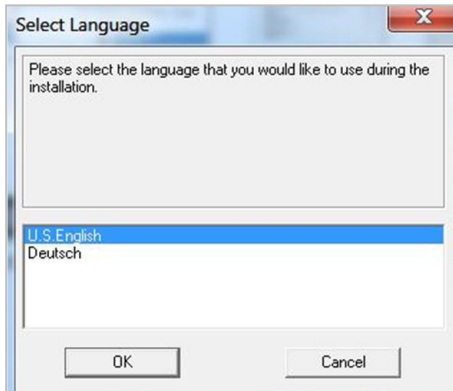 Select Language
Please select the language that you would like to use during the
installation.
U.S.English
Deutsch
OK
Cancel